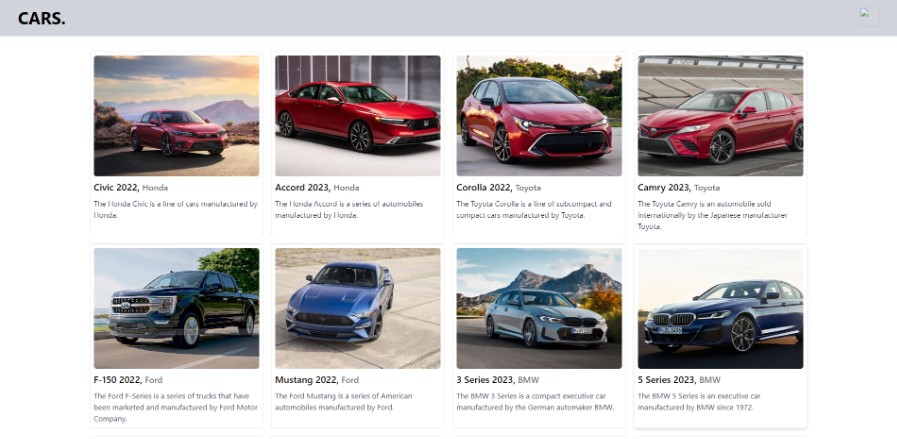 CARS.
Civic 2022, Honda
The Honda Civic is a line of cars manufactured by
Honda.
Accord 2023, Honda
The Honda Accord is a series of automobiles
manufactured by Honda.
Corolla 2022, Toyota
The Toyota Corolla is a line of subcompact and
compact cars manufactured by Toyota.
Camry 2023, Toyota
The Toyota Camry is an automobile sold
internationally by the Japanese manufacturer
Toyota.
F-150 2022, Ford
The Ford F-Series is a series of trucks that have
been marketed and manufactured by Ford Motor
Company.
Mustang 2022, Ford
The Ford Mustang is a series of American
automobiles manufactured by Ford.
3 Series 2023, BMW
The BMW 3 Series is a compact executive car
manufactured by the German automaker BMW.
5 Series 2023, BMW
The BMW 5 Series is an executive car
manufactured by BMW since 1972.